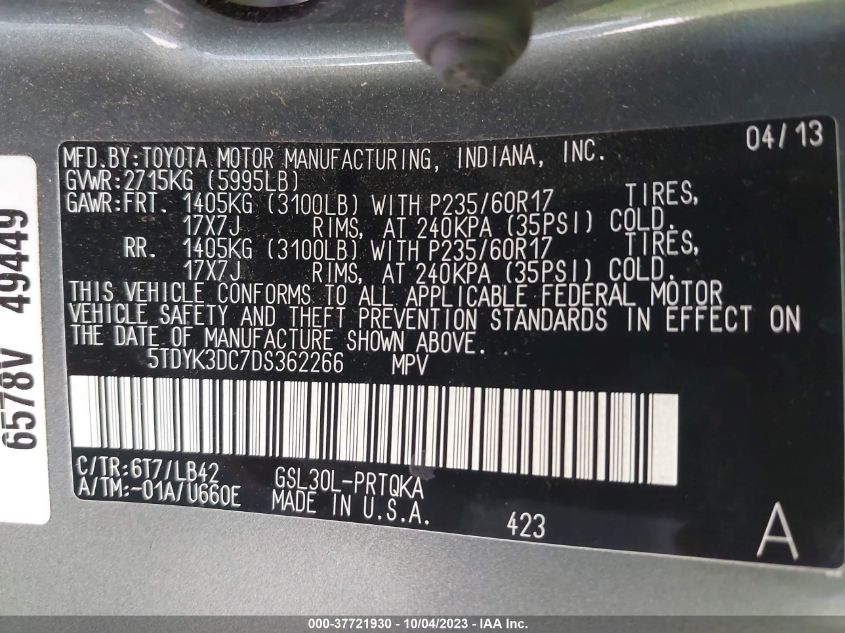 04/13
MFD.BY:TOYOTA MOTOR MANUFACTURING, INDIANA, INC.
GVWR:2715KG (5995LB)
GAWR:FRT. 1405KG (3100LB) WITH P235/60R17 TIRES,
17X7J RIMS, AT 240KPA (35PSI) COLD.
RR. 1405KG (3100LB) WITH P235/60R17 TIRES,
17X7J RIMS, AT 240KPA (35PSI) COLD.
THIS VEHICLE CONFORMS TO ALL APPLICABLE FEDERAL MOTOR
VEHICLE SAFETY AND THEFT PREVENTION STANDARDS IN EFFECT ON
THE DATE OF MANUFACTURE SHOWN ABOVE.
5TDYK3DC7DS362266 MPV
C/TR:6T7/LB42 GSL30L-PRTQKA
A/TM:-01A/U660E MADE IN U.S.A.
423
A
6578V 49449
000-37721930 - 10/04/2023 - IAA Inc.